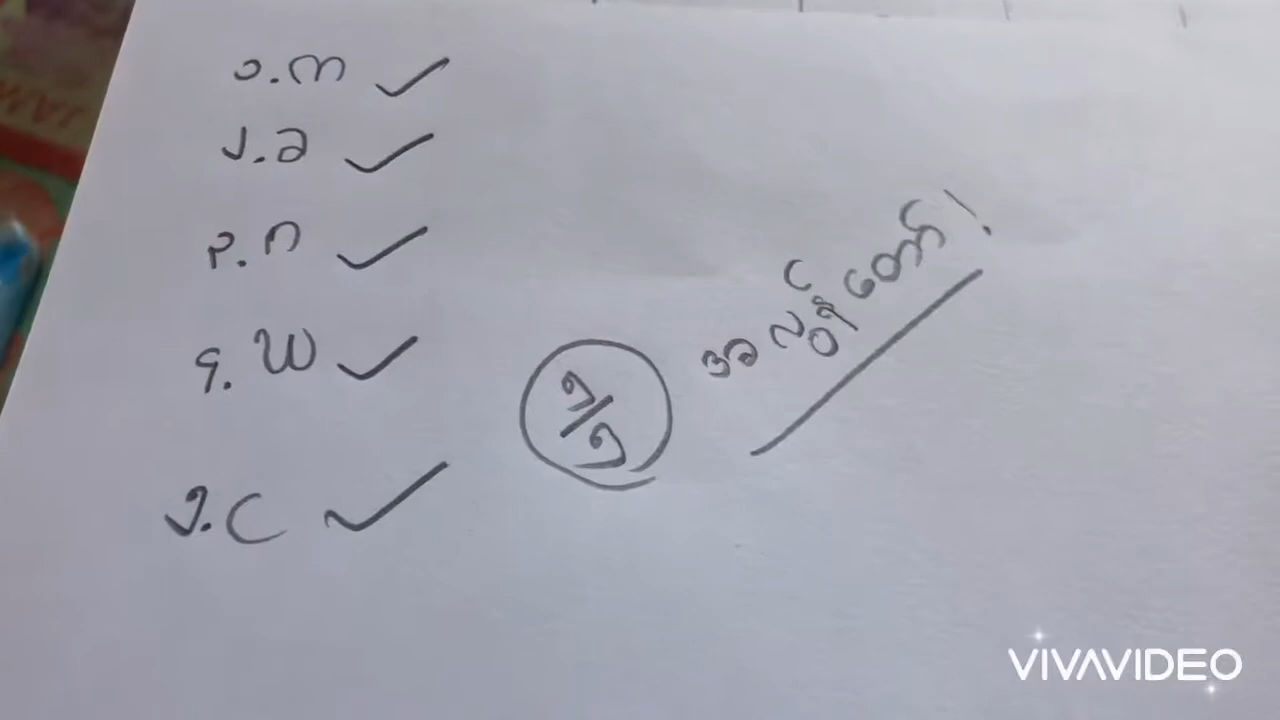 ၁.က ✓
၂.ခ ✓
၃.ဂ ✓
၄.ဃ ✓
၅.င ✓
၅/၅
အလွန်တော်!
VIVAVIDEO